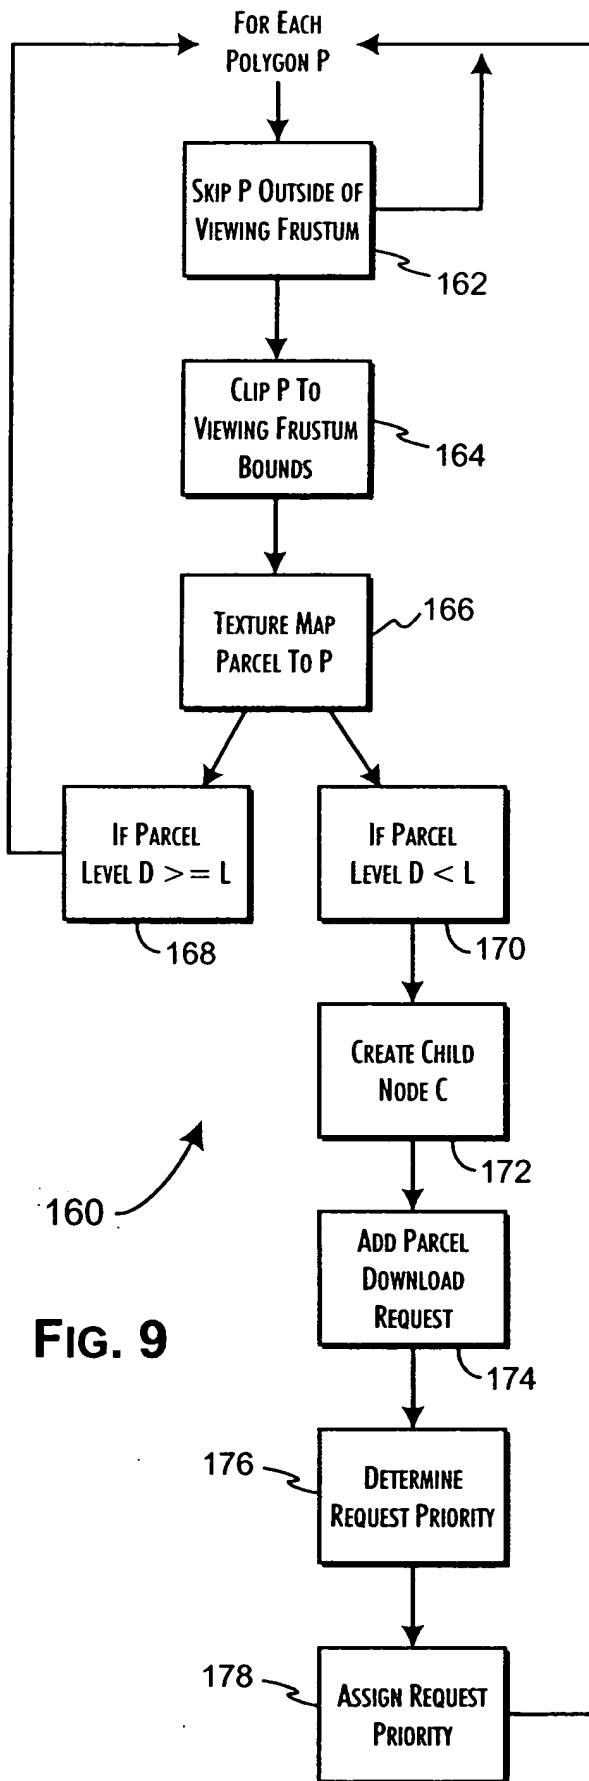 FOR EACH
POLYGON P
SKIP P OUTSIDE OF
VIEWING FRUSTUM
162
CLIP P TO
VIEWING FRUSTUM
BOUNDS
164
TEXTURE MAP
PARCEL TO P
166
IF PARCEL
LEVEL D >= L
168
IF PARCEL
LEVEL D < L
170
CREATE CHILD
NODE C
172
160
ADD PARCEL
DOWNLOAD
REQUEST
174
FIG. 9
176
DETERMINE
REQUEST PRIORITY
178
ASSIGN REQUEST
PRIORITY